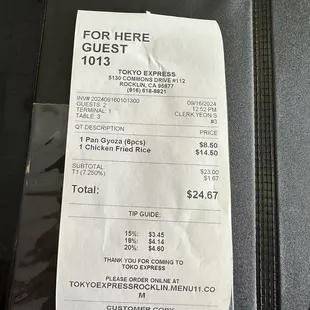 FOR HERE
GUEST
1013
TOKYO EXPRESS
5130 COMMONS DRIVE #112
ROCKLIN, CA 95677
(916) 618-8821
INV# 202409160101300 09/16/2024
GUESTS: 2 12:52 PM
TERMINAL: 1 CLERK:YEON S
TABLE: 3 #3
QT DESCRIPTION PRICE
1 Pan Gyoza (6pcs) $8.50
1 Chicken Fried Rice $14.50
SUBTOTAL $23.00
T1 (7.250%) $1.67
Total: $24.67
TIP GUIDE:
15%: $3.45
18%: $4.14
20%: $4.60
THANK YOU FOR COMING TO
TOKO EXPRESS
PLEASE ORDER ONLINE AT
TOKYOEXPRESSROCKLIN.MENU11.CO
M
CUSTOMER COPY